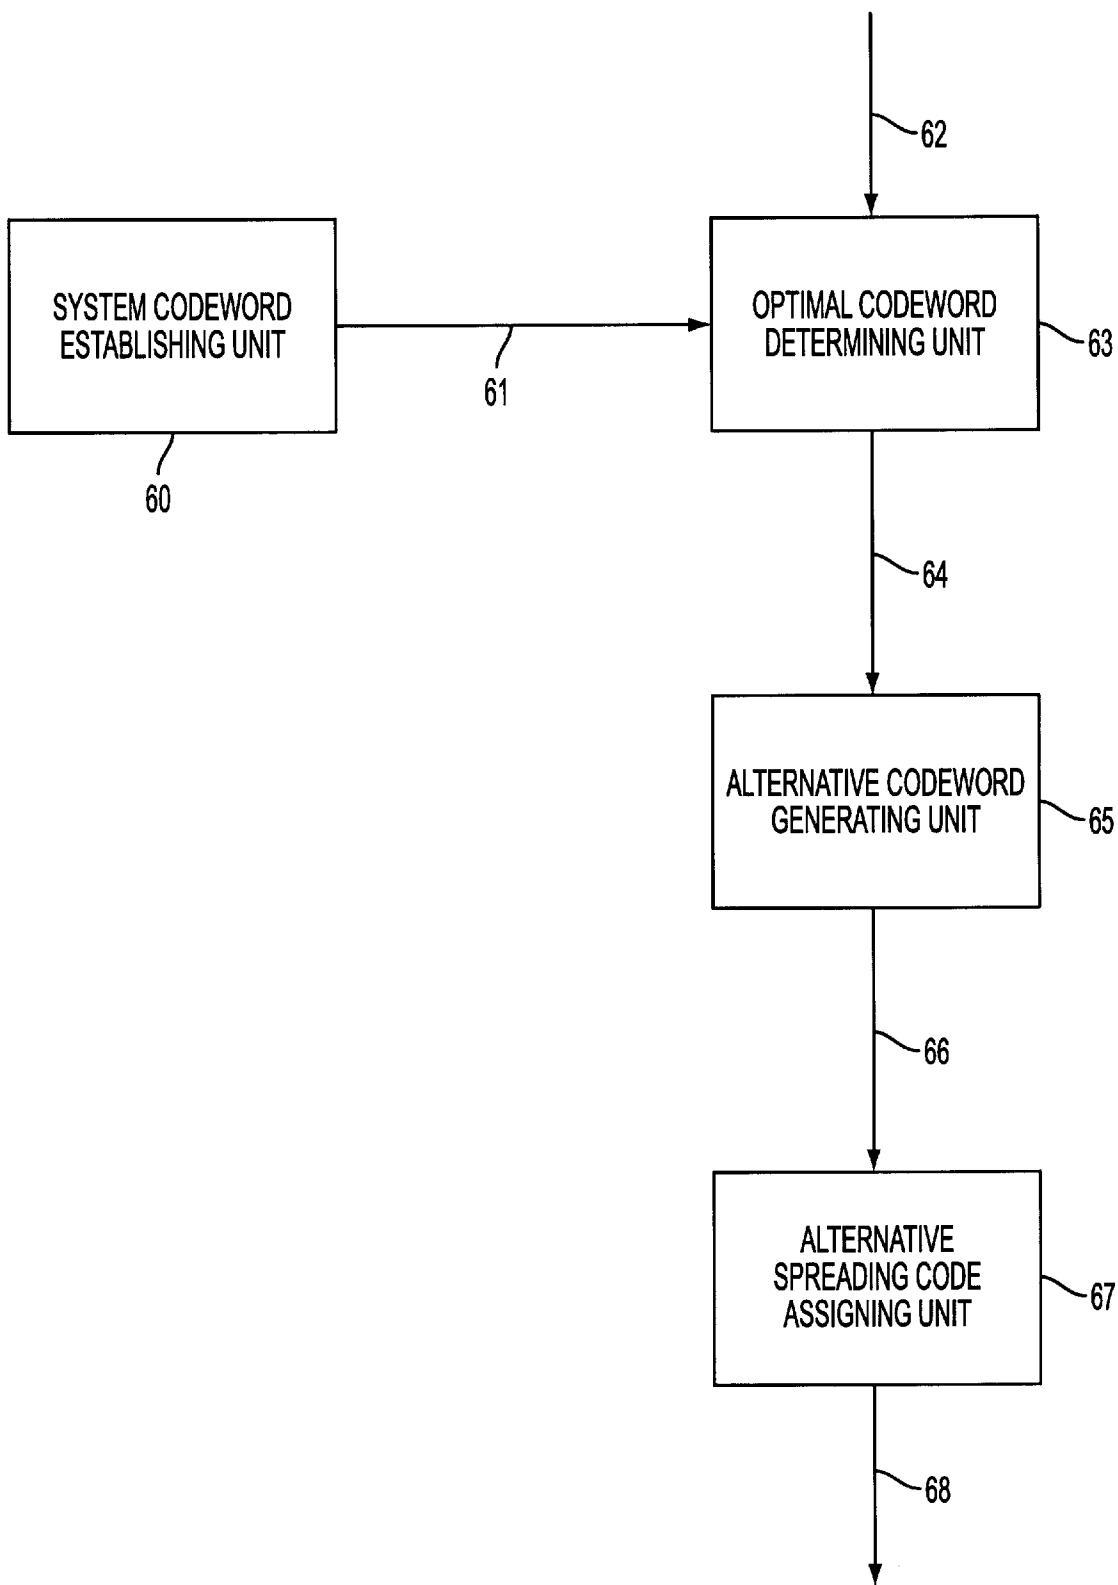 62
SYSTEM CODEWORD
ESTABLISHING UNIT
60
61
OPTIMAL CODEWORD
DETERMINING UNIT
63
64
ALTERNATIVE CODEWORD
GENERATING UNIT
65
66
ALTERNATIVE
SPREADING CODE
ASSIGNING UNIT
67
68